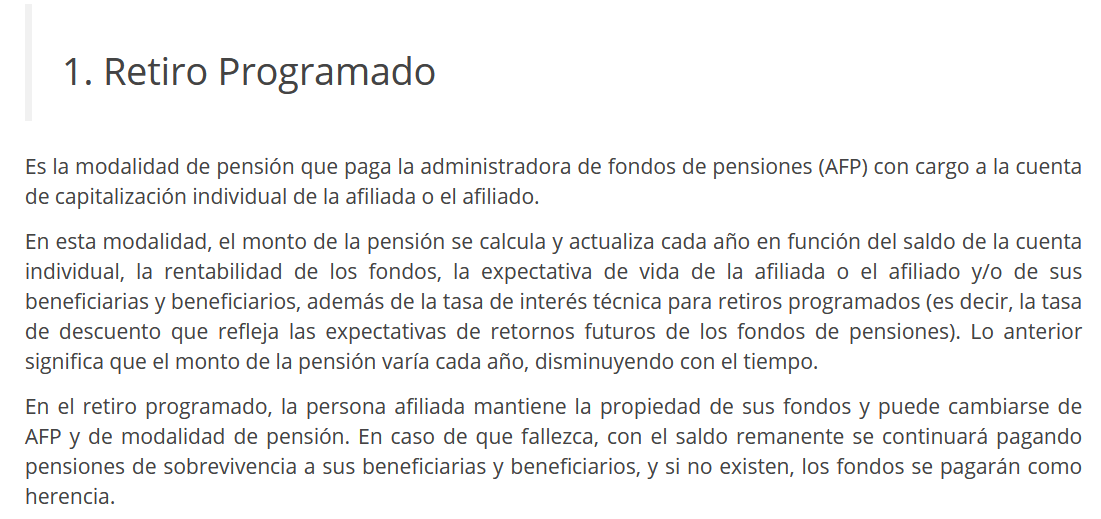 1. Retiro Programado
Es la modalidad de pensión que paga la administradora de fondos de pensiones (AFP) con cargo a la cuenta
de capitalización individual de la afiliada o el afiliado.
En esta modalidad, el monto de la pensión se calcula y actualiza cada año en función del saldo de la cuenta
individual, la rentabilidad de los fondos, la expectativa de vida de la afiliada o el afiliado y/o de sus
beneficiarias y beneficiarios, además de la tasa de interés técnica para retiros programados (es decir, la tasa
de descuento que refleja las expectativas de retornos futuros de los fondos de pensiones). Lo anterior
significa que el monto de la pensión varía cada año, disminuyendo con el tiempo.
En el retiro programado, la persona afiliada mantiene la propiedad de sus fondos y puede cambiarse de
AFP y de modalidad de pensión. En caso de que fallezca, con el saldo remanente se continuará pagando
pensiones de sobrevivencia a sus beneficiarias y beneficiarios, y si no existen, los fondos se pagarán como
herencia.